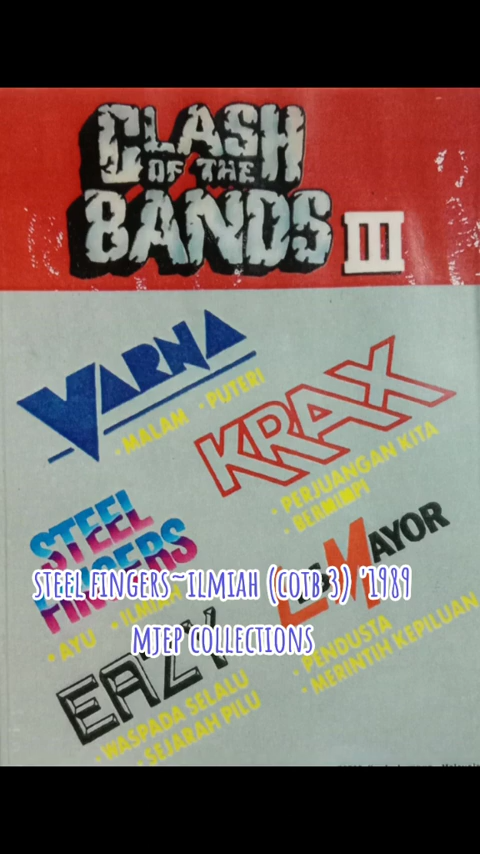 CLASH
OF THE
BANDS III
VARNA
• MALAM • PUTERI
KRAX
• PERJUANGAN KITA
• BERMIMPI
STEEL
FINGERS
• AYU • ILMIAH
MAYOR
• PENDUSTA
• MERINTIH KEPILUAN
EAZY
• WASPADA SELALU
• SEJARAH PILU
STEEL FINGERS~ILMIAH (COTB 3) '1989
MJEP COLLECTIONS